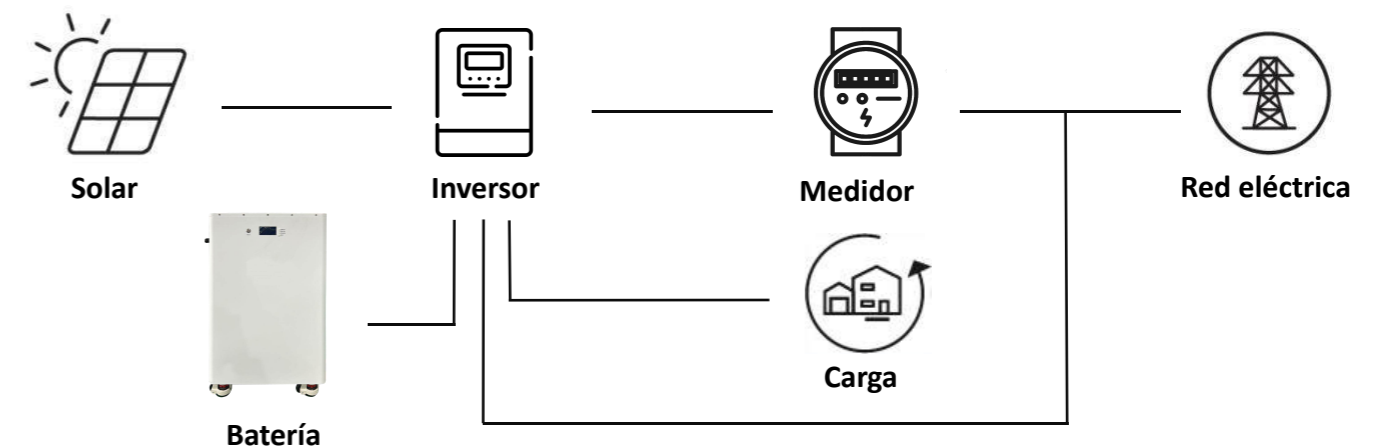 Solar
Inversor
Medidor
Red eléctrica
Batería
Carga